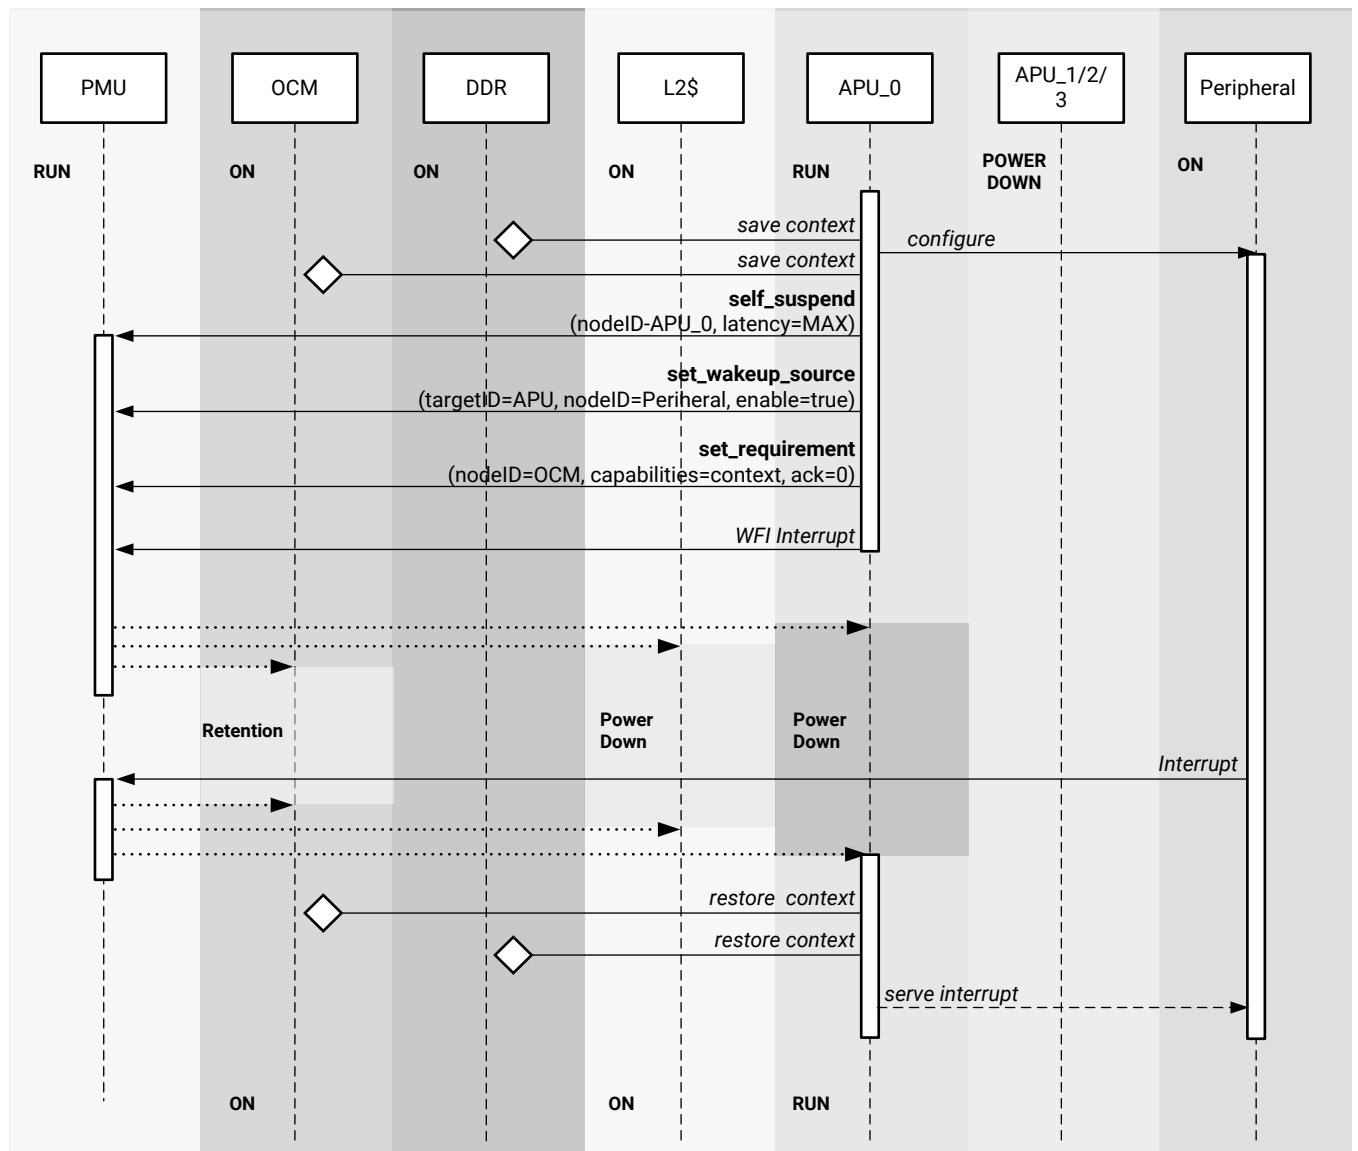 PMU
OCM
DDR
L2$
APU_0
APU_1/2/
3
Peripheral
RUN
ON
ON
ON
RUN
POWER
DOWN
ON
save context
configure
save context
self_suspend
(nodeID-APU_0, latency=MAX)
set_wakeup_source
(targetID=APU, nodeID=Periheral, enable=true)
set_requirement
(nodeID=OCM, capabilities=context, ack=0)
WFI Interrupt
Retention
Power
Down
Power
Down
Interrupt
restore  context
restore context
serve interrupt
ON
ON
RUN